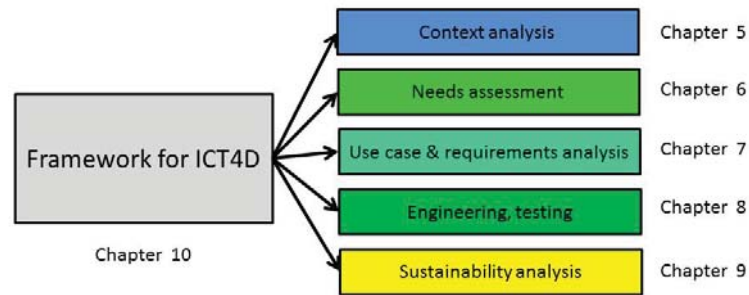 Framework for ICT4D
Chapter 10
Context analysis
Chapter 5
Needs assessment
Chapter 6
Use case & requirements analysis
Chapter 7
Engineering, testing
Chapter 8
Sustainability analysis
Chapter 9